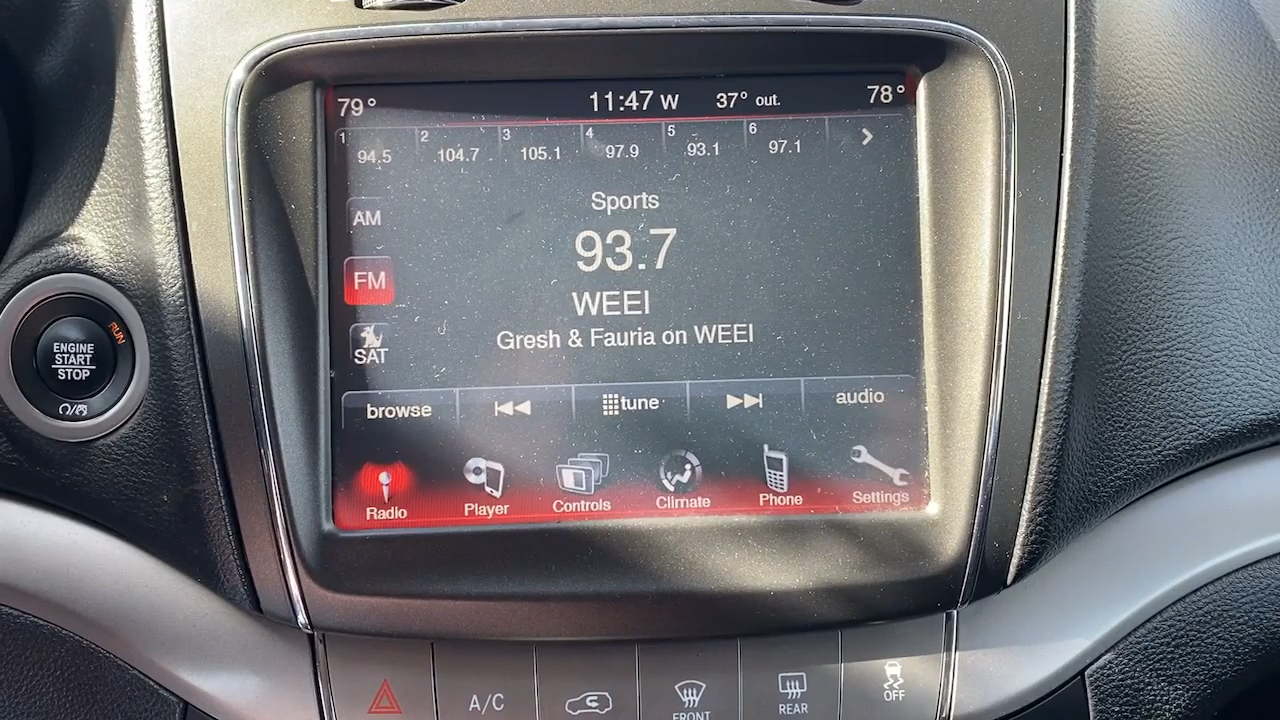 79° 11:47 W 37° out. 78°
1 94.5 2 104.7 3 105.1 4 97.9 5 93.1 6 97.1 >
Sports
AM
93.7
FM
WEEI
Gresh & Fauria on WEEI
SAT
browse tune audio
Radio Player Controls Climate Phone Settings
RUN
ENGINE
START
STOP
A/C FRONT REAR OFF